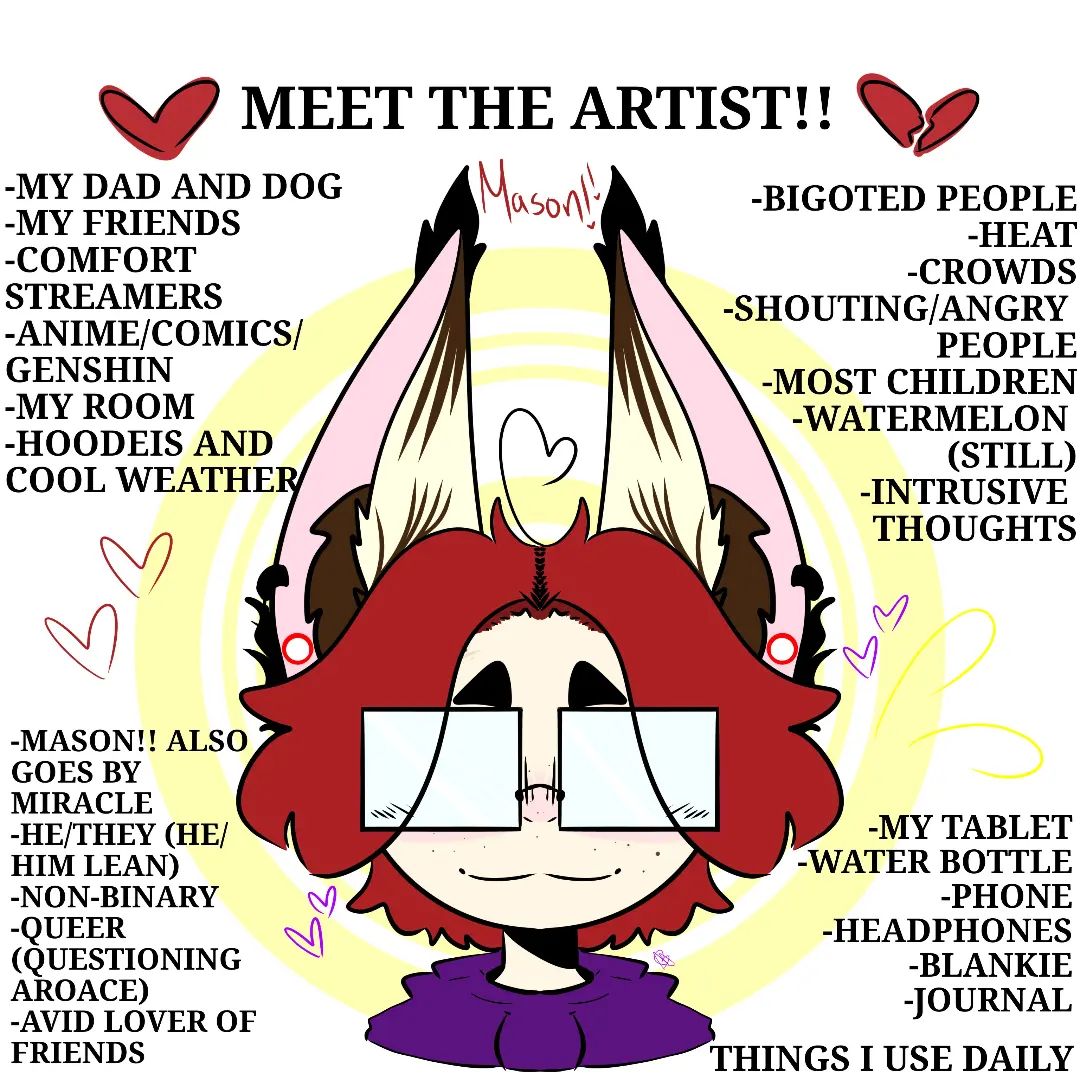 MEET THE ARTIST!!
Mason!!
-MY DAD AND DOG
-MY FRIENDS
-COMFORT
STREAMERS
-ANIME/COMICS/
GENSHIN
-MY ROOM
-HOODEIS AND
COOL WEATHER
-BIGOTED PEOPLE
-HEAT
-CROWDS
-SHOUTING/ANGRY
PEOPLE
-MOST CHILDREN
-WATERMELON
(STILL)
-INTRUSIVE
THOUGHTS
-MASON!! ALSO
GOES BY
MIRACLE
-HE/THEY (HE/
HIM LEAN)
-NON-BINARY
-QUEER
(QUESTIONING
AROACE)
-AVID LOVER OF
FRIENDS
-MY TABLET
-WATER BOTTLE
-PHONE
-HEADPHONES
-BLANKIE
-JOURNAL
THINGS I USE DAILY